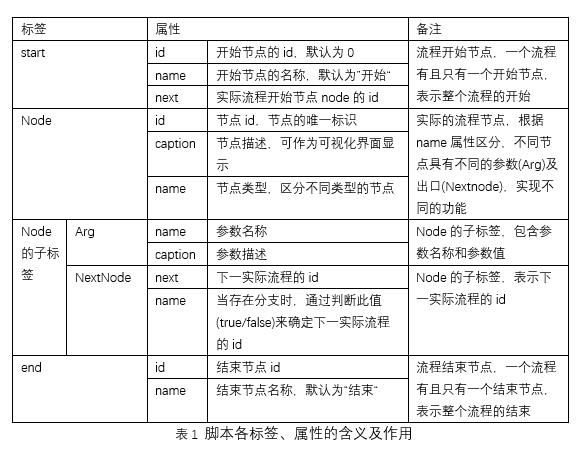 标签 属性 备注
start id 开始节点的 id，默认为 0 流程开始节点，一个流程
name 开始节点的名称，默认为"开始" 有且只有一个开始节点，
next 实际流程开始节点 node 的 id 表示整个流程的开始
Node id 节点 id，节点的唯一标识 实际的流程节点，根据
caption 节点描述，可作为可视化界面显 name 属性区分，不同节
示 点具有不同的参数(Arg)及
name 节点类型，区分不同类型的节点 出口(Nextnode)，实现不
同的功能
Node Arg name 参数名称 Node 的子标签，包含参
的子标 caption 参数描述 数名称和参数值
签 NextNode next 下一实际流程的 id Node 的子标签，表示下
name 当存在分支时，通过判断此值 一实际流程的 id
(true/false)来确定下一实际流程
的 id
end id 结束节点 id 流程结束节点，一个流程
name 结束节点名称，默认为"结束" 有且只有一个结束节点，
表示整个流程的结束
表 1 脚本各标签、属性的含义及作用